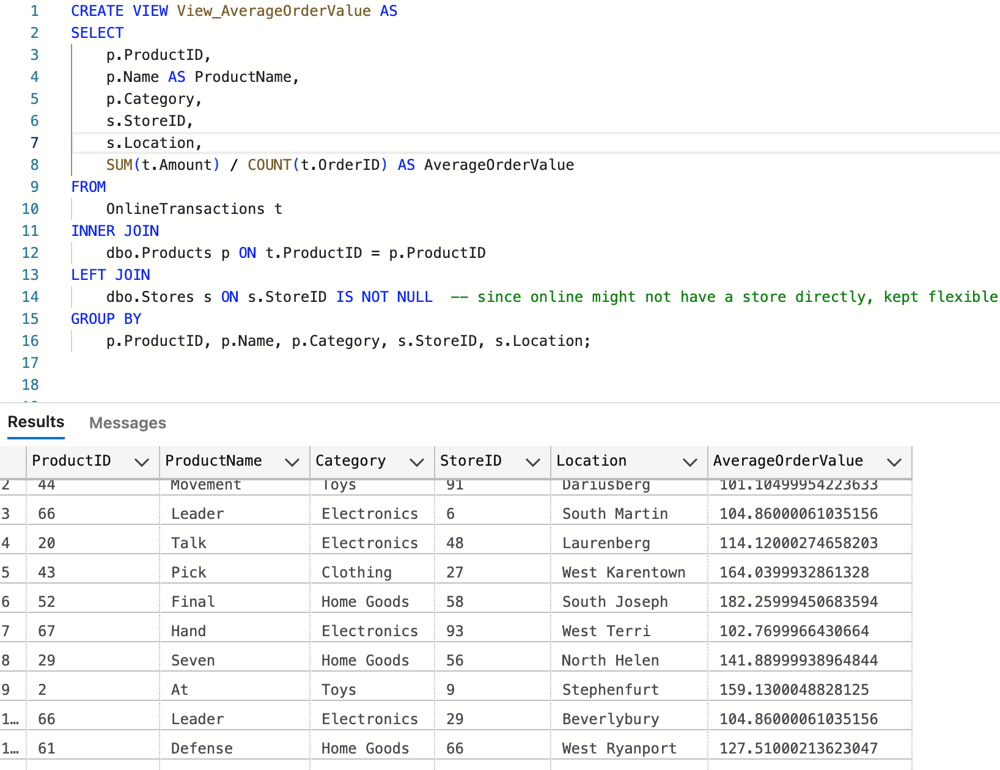 1 CREATE VIEW View_AverageOrderValue AS
2 SELECT
3 p.ProductID,
4 p.Name AS ProductName,
5 p.Category,
6 s.StoreID,
7 s.Location,
8 SUM(t.Amount) / COUNT(t.OrderID) AS AverageOrderValue
9 FROM
10 OnlineTransactions t
11 INNER JOIN
12 dbo.Products p ON t.ProductID = p.ProductID
13 LEFT JOIN
14 dbo.Stores s ON s.StoreID IS NOT NULL -- since online might not have a store directly, kept flexible
15 GROUP BY
16 p.ProductID, p.Name, p.Category, s.StoreID, s.Location;
17
18
Results Messages
ProductID ProductName Category StoreID Location AverageOrderValue
2 44 Movement Toys 91 Dariusberg 101.10499954223633
3 66 Leader Electronics 6 South Martin 104.86000061035156
4 20 Talk Electronics 48 Laurenberg 114.12000274658203
5 43 Pick Clothing 27 West Karentown 164.0399932861328
6 52 Final Home Goods 58 South Joseph 182.25999450683594
7 67 Hand Electronics 93 West Terri 102.7699966430664
8 29 Seven Home Goods 56 North Helen 141.88999938964844
9 2 At Toys 9 Stephenfurt 159.1300048828125
1… 66 Leader Electronics 29 Beverlybury 104.86000061035156
1… 61 Defense Home Goods 66 West Ryanport 127.51000213623047